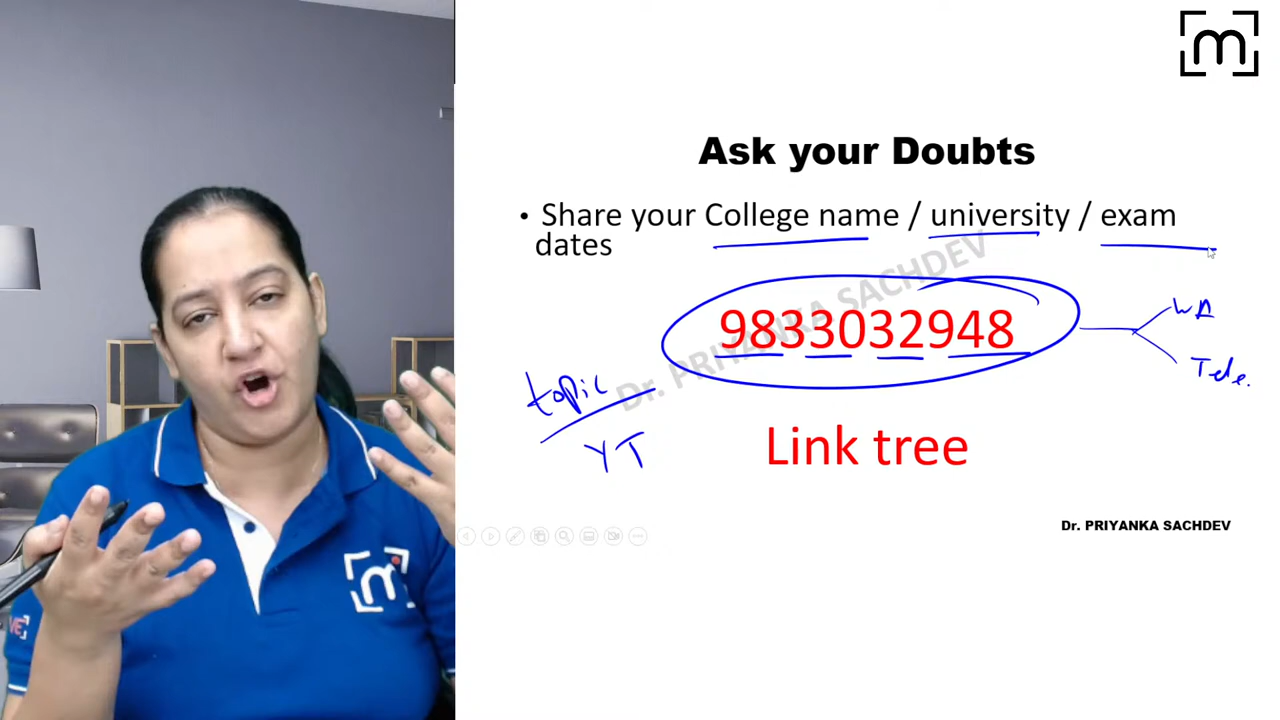 m
Ask your Doubts
• Share your College name / university / exam
dates
Dr. PRIYANKA SACHDEV
9833032948
WA
Tele.
topic
YT
Link tree
Dr. PRIYANKA SACHDEV
m